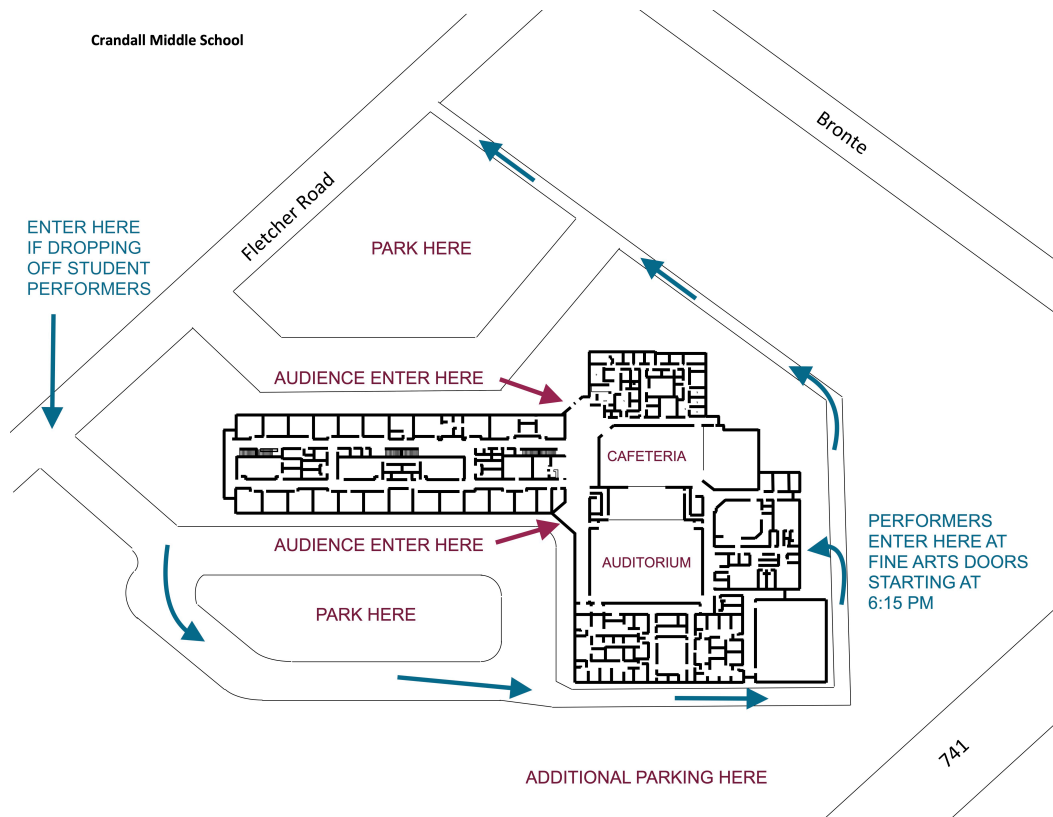 Crandall Middle School
Bronte
Fletcher Road
ENTER HERE
IF DROPPING
OFF STUDENT
PERFORMERS
PARK HERE
AUDIENCE ENTER HERE
CAFETERIA
AUDIENCE ENTER HERE
AUDITORIUM
PERFORMERS
ENTER HERE AT
FINE ARTS DOORS
STARTING AT
6:15 PM
PARK HERE
741
ADDITIONAL PARKING HERE